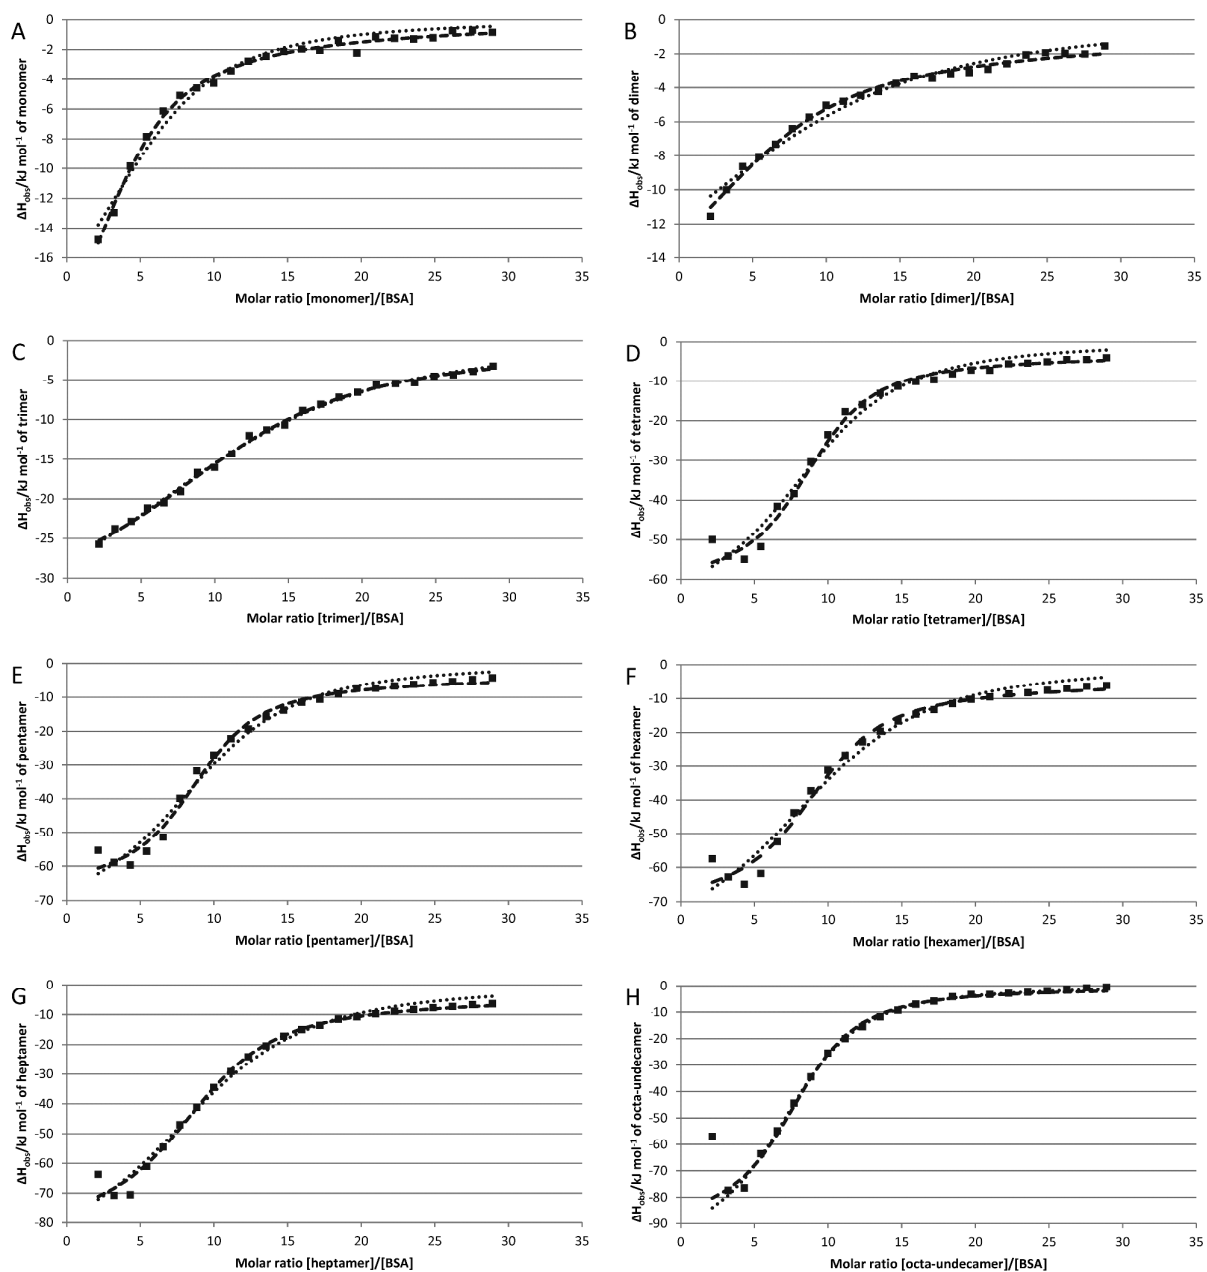 A
ΔHobs/kJ mol⁻¹ of monomer
0
-2
-4
-6
-8
-10
-12
-14
-16
0 5 10 15 20 25 30 35
Molar ratio [monomer]/[BSA]
B
ΔHobs/kJ mol⁻¹ of dimer
0
-2
-4
-6
-8
-10
-12
-14
0 5 10 15 20 25 30 35
Molar ratio [dimer]/[BSA]
C
ΔHobs/kJ mol⁻¹ of trimer
0
-5
-10
-15
-20
-25
-30
0 5 10 15 20 25 30 35
Molar ratio [trimer]/[BSA]
D
ΔHobs/kJ mol⁻¹ of tetramer
0
-10
-20
-30
-40
-50
-60
0 5 10 15 20 25 30 35
Molar ratio [tetramer]/[BSA]
E
ΔHobs/kJ mol⁻¹ of pentamer
0
-10
-20
-30
-40
-50
-60
-70
0 5 10 15 20 25 30 35
Molar ratio [pentamer]/[BSA]
F
ΔHobs/kJ mol⁻¹ of hexamer
0
-10
-20
-30
-40
-50
-60
-70
0 5 10 15 20 25 30 35
Molar ratio [hexamer]/[BSA]
G
ΔHobs/kJ mol⁻¹ of heptamer
0
-10
-20
-30
-40
-50
-60
-70
-80
0 5 10 15 20 25 30 35
Molar ratio [heptamer]/[BSA]
H
ΔHobs/kJ mol⁻¹ of octa-undecamer
0
-10
-20
-30
-40
-50
-60
-70
-80
-90
0 5 10 15 20 25 30 35
Molar ratio [octa-undecamer]/[BSA]